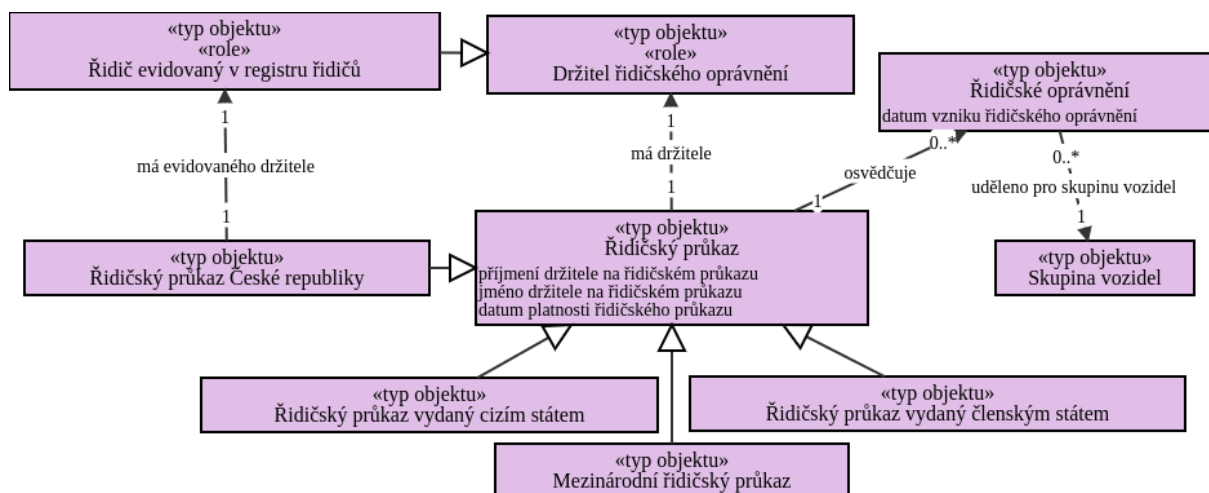 «typ objektu»
«role»
Řidič evidovaný v registru řidičů
«typ objektu»
«role»
Držitel řidičského oprávnění
«typ objektu»
Řidičské oprávnění
datum vzniku řidičského oprávnění
1
má evidovaného držitele
1
1
má držitele
1
0..*
osvědčuje
1
0..*
uděleno pro skupinu vozidel
1
«typ objektu»
Řidičský průkaz České republiky
«typ objektu»
Řidičský průkaz
příjmení držitele na řidičském průkazu
jméno držitele na řidičském průkazu
datum platnosti řidičského průkazu
«typ objektu»
Skupina vozidel
«typ objektu»
Řidičský průkaz vydaný cizím státem
«typ objektu»
Řidičský průkaz vydaný členským státem
«typ objektu»
Mezinárodní řidičský průkaz